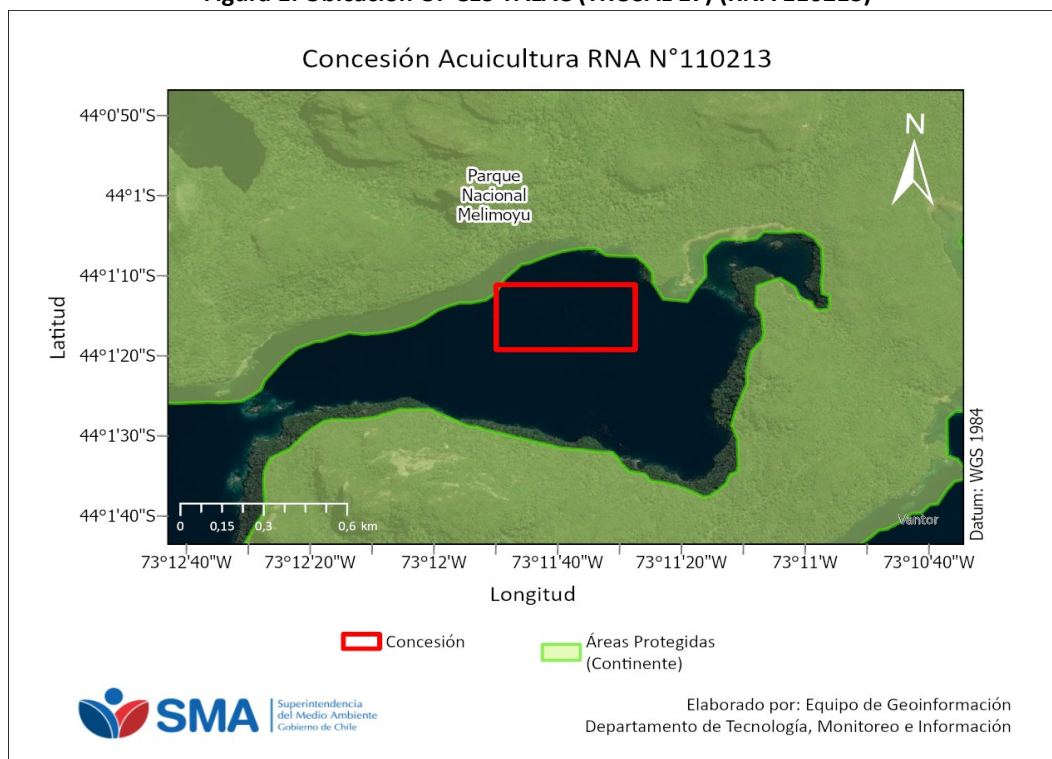 Concesión Acuicultura RNA N°110213
44°0'50"S
44°1'S
44°1'10"S
44°1'20"S
44°1'30"S
44°1'40"S
Latitud
Parque
Nacional
Melimoyu
N
Datum: WGS 1984
Vantor
0 0,15 0,3 0,6 km
73°12'40"W 73°12'20"W 73°12'W 73°11'40"W 73°11'20"W 73°11'W 73°10'40"W
Longitud
Concesión
Áreas Protegidas
(Continente)
SMA
Superintendencia
del Medio Ambiente
Gobierno de Chile
Elaborado por: Equipo de Geoinformación
Departamento de Tecnología, Monitoreo e Información